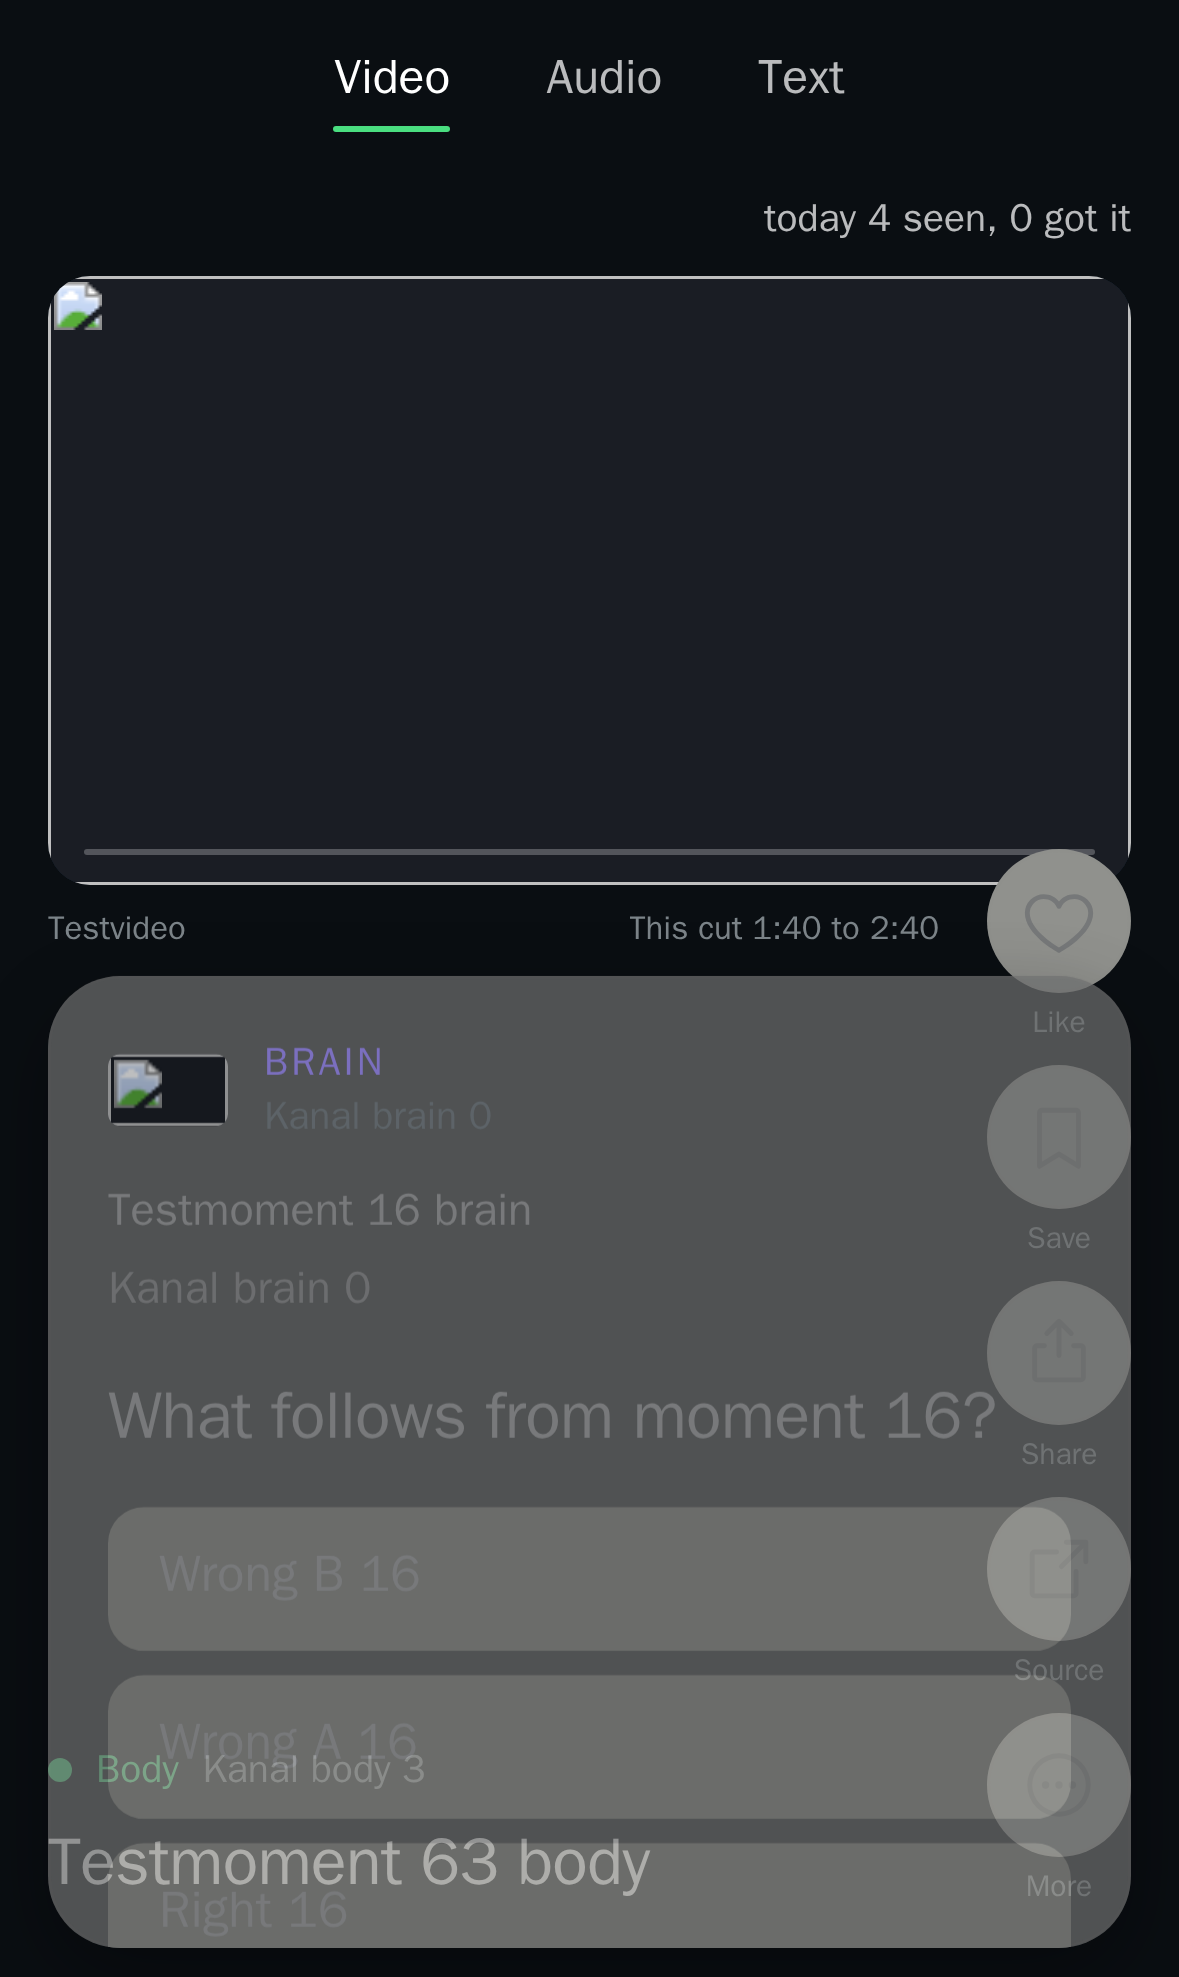 Video Audio Text
today 4 seen, 0 got it
Testvideo This cut 1:40 to 2:40
Like
BRAIN
Kanal brain 0
Save
Testmoment 16 brain
Kanal brain 0
Share
What follows from moment 16?
Wrong B 16
Source
Wrong A 16
Body Kanal body 3
Testmoment 63 body
More
Right 16